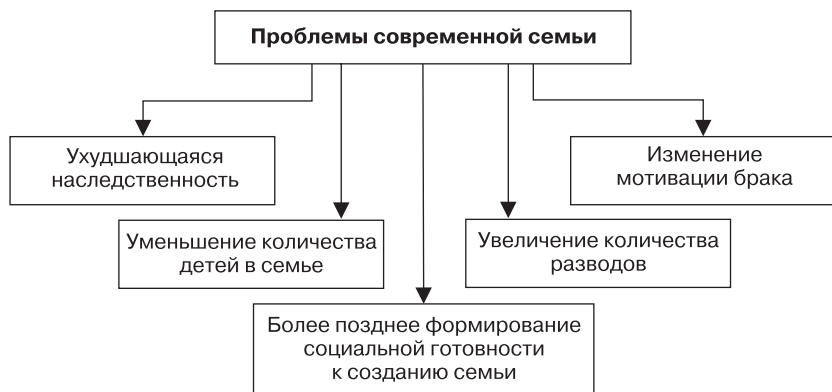 Проблемы современной семьи
Ухудшающаяся
наследственность
Изменение
мотивации брака
Уменьшение количества
детей в семье
Увеличение количества
разводов
Более позднее формирование
социальной готовности
к созданию семьи